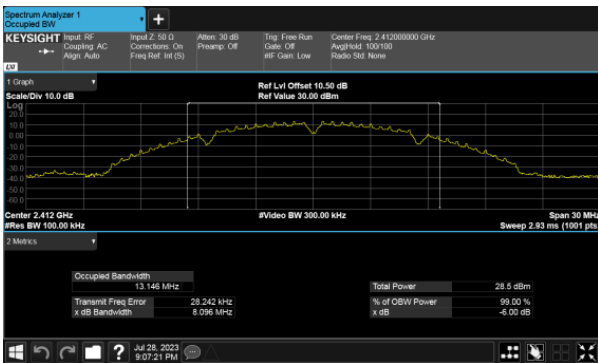 Spectrum Analyzer 1
Occupied BW
KEYSIGHT
Input: RF
Coupling: AC
Align: Auto
Input Z: 50 Ω
Corrections: On
Freq Ref: Int (S)
Atten: 30 dB
Preamp: Off
Trig: Free Run
Gate: Off
#IF Gain: Low
Center Freq: 2.412000000 GHz
Avg|Hold: 100/100
Radio Std: None
LXI
1 Graph
Scale/Div 10.0 dB
Ref Lvl Offset 10.50 dB
Ref Value 30.00 dBm
Log
20.0
10.0
0.00
-10.0
-20.0
-30.0
-40.0
-50.0
-60.0
Center 2.412 GHz
#Res BW 100.00 kHz
#Video BW 300.00 kHz
Span 30 MHz
Sweep 2.93 ms (1001 pts
2 Metrics
Occupied Bandwidth
13.146 MHz
Transmit Freq Error 28.242 kHz
x dB Bandwidth 8.096 MHz
Total Power 28.5 dBm
% of OBW Power 99.00 %
x dB -6.00 dB
Jul 28, 2023
9:07:21 PM